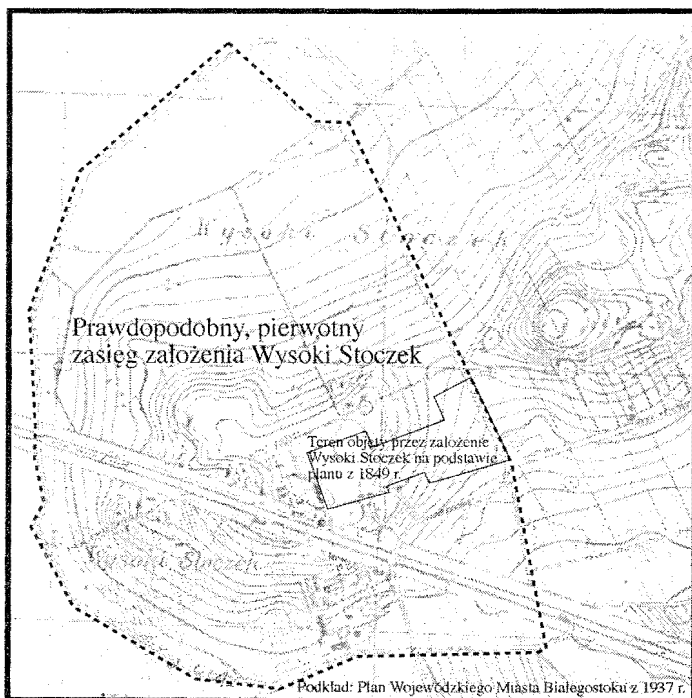 Wysoki Stoczek
Prawdopodobny, pierwotny
zasięg założenia Wysoki Stoczek
Teren objęty przez założenie
Wysoki Stoczek na podstawie
planu z 1849 r.
Wysoki Stoczek
Podkład: Plan Wojewódzkiego Miasta Białegostoku z 1937 r.